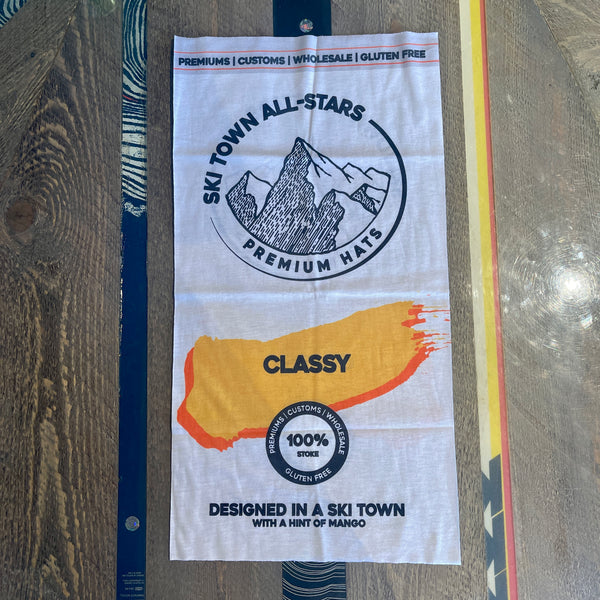 PREMIUMS | CUSTOMS | WHOLESALE | GLUTEN FREE
SKI TOWN ALL-STARS
PREMIUM HATS
CLASSY
PREMIUMS | CUSTOMS | WHOLESALE
100%
STOKE
GLUTEN FREE
DESIGNED IN A SKI TOWN
WITH A HINT OF MANGO